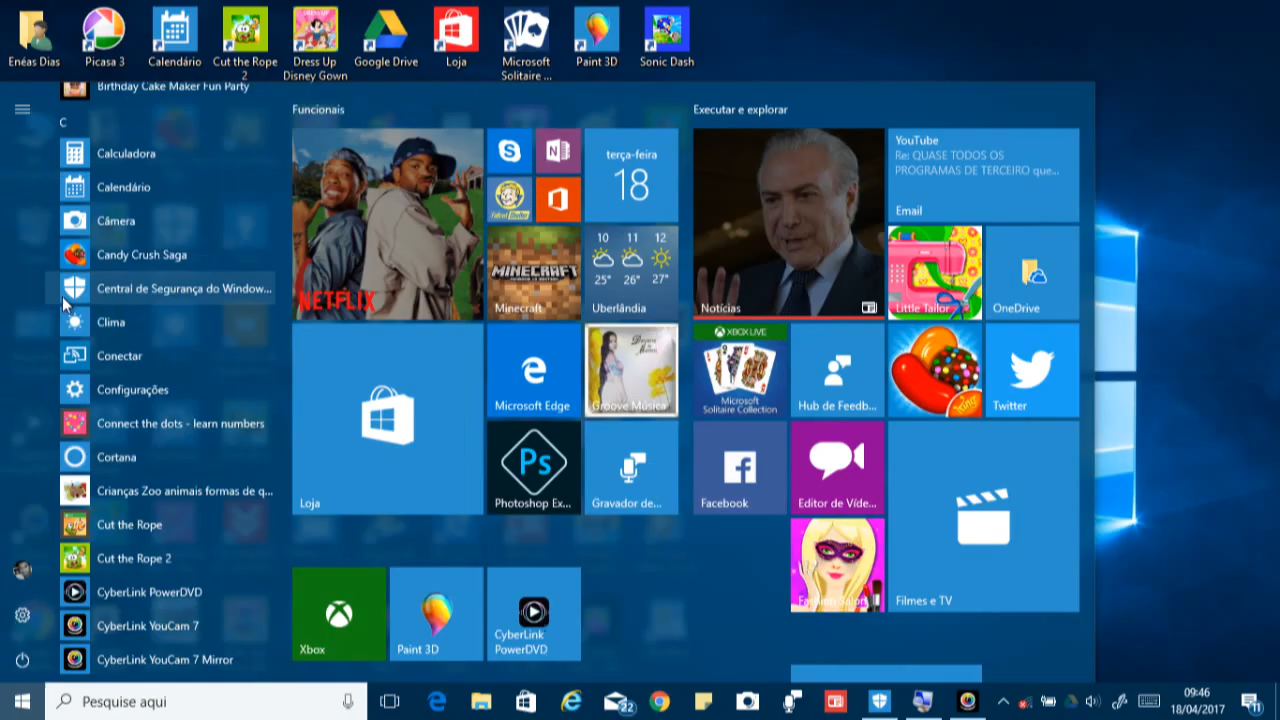 Enéas Dias
Picasa 3
Calendário
Cut the Rope
2
Dress Up
Disney Gown
Google Drive
Loja
Microsoft
Solitaire ...
Paint 3D
Sonic Dash
Birthday Cake Maker Fun Party
C
Calculadora
Calendário
Câmera
Candy Crush Saga
Central de Segurança do Window...
Clima
Conectar
Configurações
Connect the dots - learn numbers
Cortana
Crianças Zoo animais formas de q...
Cut the Rope
Cut the Rope 2
CyberLink PowerDVD
CyberLink YouCam 7
CyberLink YouCam 7 Mirror
Funcionais
NETFLIX
terça-feira
18
MINECRAFT
Minecraft
10 11 12
25° 26° 27°
Uberlândia
Loja
Microsoft Edge
Groove Música
Ps
Photoshop Ex...
Gravador de...
Xbox
Paint 3D
CyberLink
PowerDVD
Executar e explorar
Notícias
YouTube
Re: QUASE TODOS OS
PROGRAMAS DE TERCEIRO que...
Email
Little Tailor
OneDrive
XBOX LIVE
Microsoft
Solitaire Collection
Hub de Feedb...
King
Twitter
Facebook
Editor de Víde...
Fashion Salon
Filmes e TV
Pesquise aqui
22
09:46
18/04/2017
11